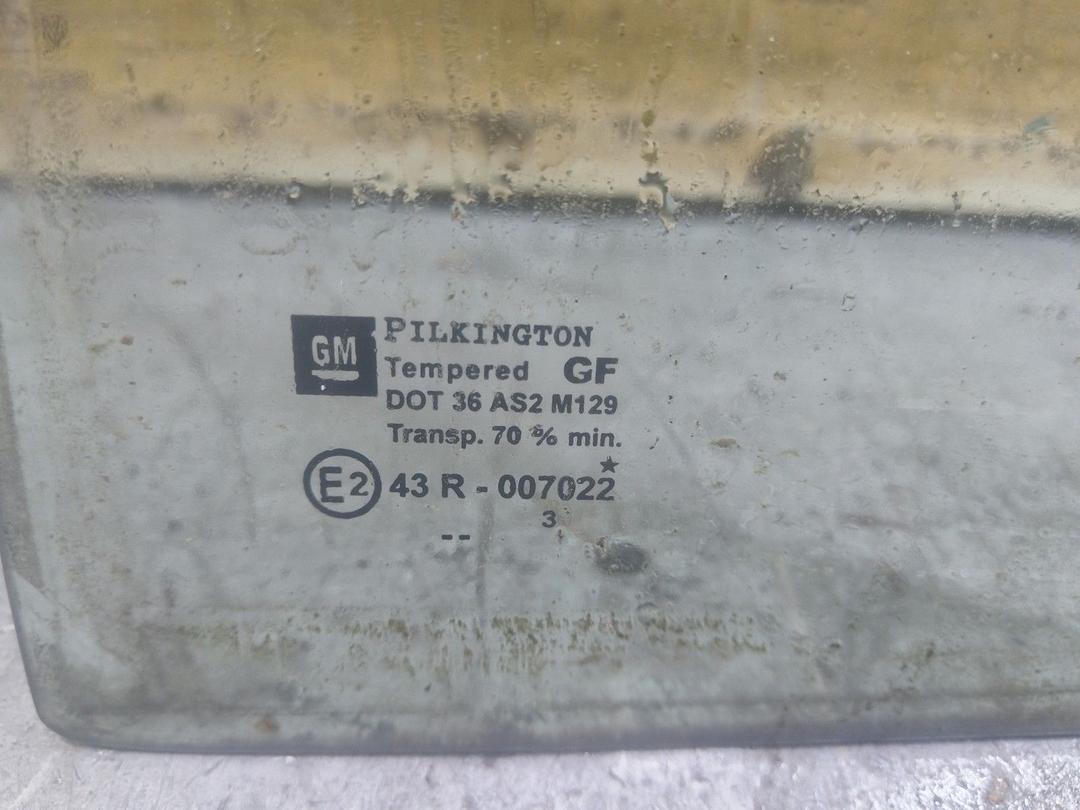 GM PILKINGTON
Tempered GF
DOT 36 AS2 M129
Transp. 70 % min.
★
E2 43 R - 007022
3
--